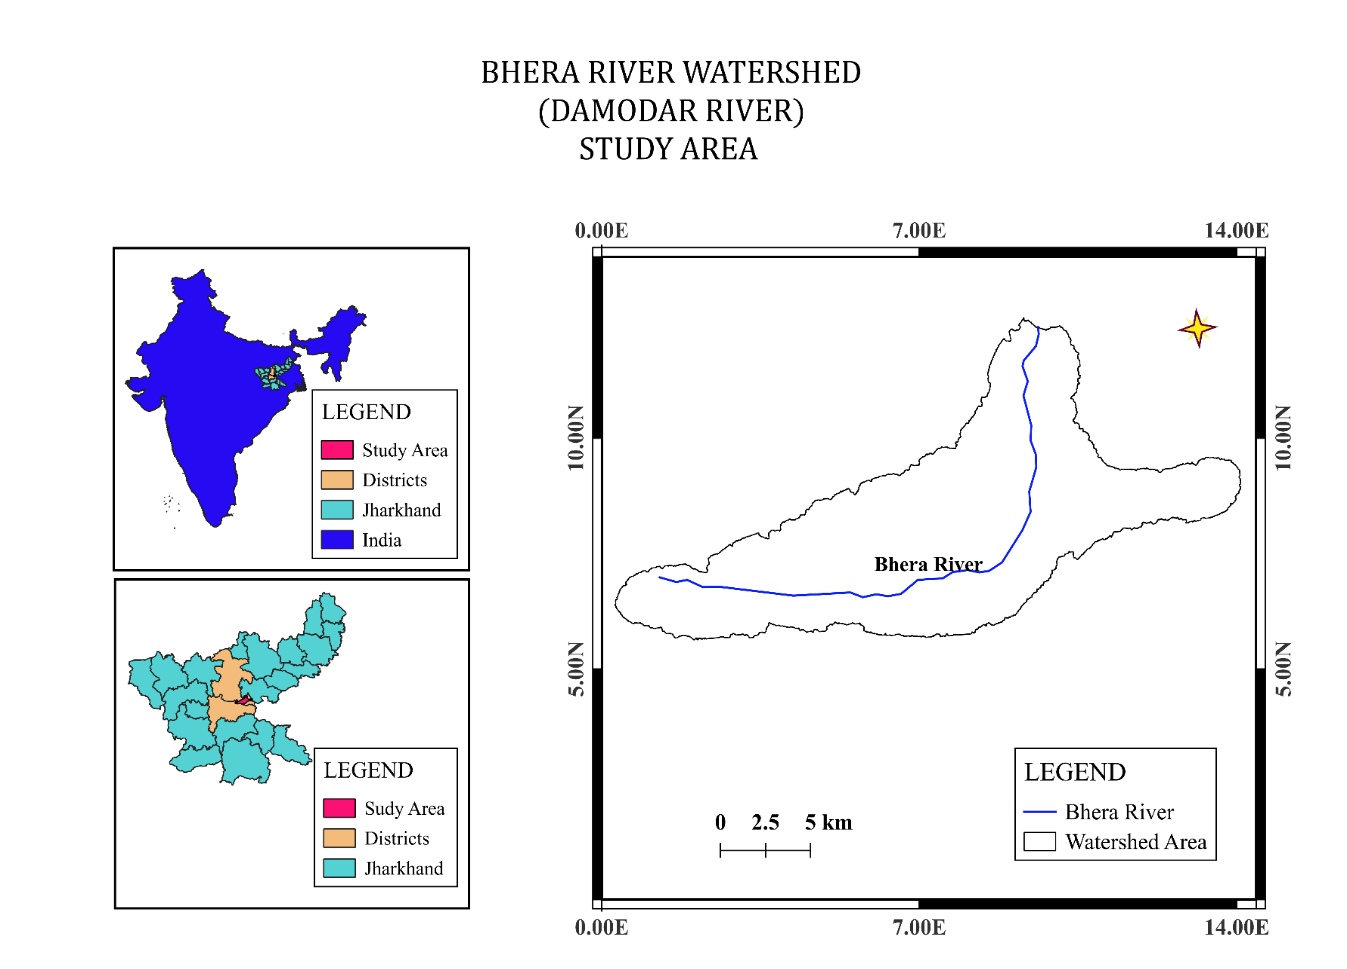 BHERA RIVER WATERSHED
(DAMODAR RIVER)
STUDY AREA
LEGEND
Study Area
Districts
Jharkhand
India
LEGEND
Sudy Area
Districts
Jharkhand
0.00E 7.00E 14.00E
10.00N 10.00N
Bhera River
5.00N 5.00N
0 2.5 5 km
LEGEND
Bhera River
Watershed Area
0.00E 7.00E 14.00E